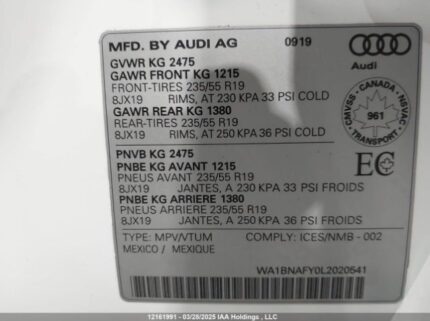 MFD. BY AUDI AG 0919
Audi
GVWR KG 2475
GAWR FRONT KG 1215
FRONT-TIRES 235/55 R19
8JX19 RIMS, AT 230 KPA 33 PSI COLD
GAWR REAR KG 1380
REAR-TIRES 235/55 R19
8JX19 RIMS, AT 250 KPA 36 PSI COLD
CMVSS - CANADA - NSVAC
961
TRANSPORT
EC
PNVB KG 2475
PNBE KG AVANT 1215
PNEUS AVANT 235/55 R19
8JX19 JANTES, A 230 KPA 33 PSI FROIDS
PNBE KG ARRIERE 1380
PNEUS ARRIERE 235/55 R19
8JX19 JANTES, A 250 KPA 36 PSI FROIDS
TYPE: MPV/VTUM COMPLY: ICES/NMB - 002
MEXICO / MEXIQUE
WA1BNAFY0L2020541
12161991 - 03/28/2025 IAA Holdings , LLC